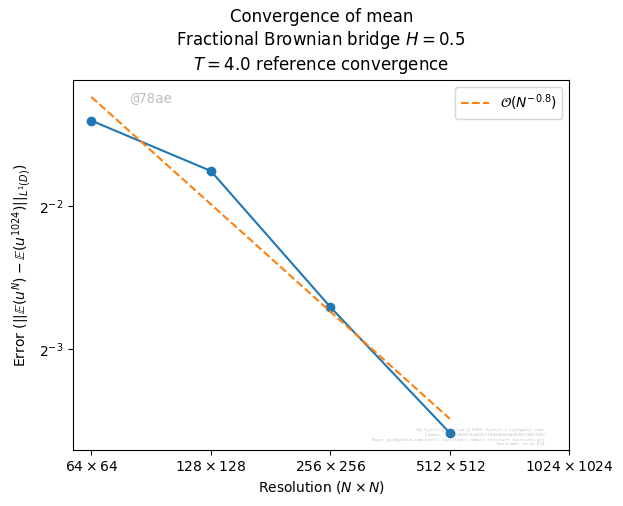 Convergence of mean
Fractional Brownian bridge H = 0.5
T = 4.0 reference convergence
@78ae
𝒪(N^{-0.8})
Error (||𝔼(u^N) − 𝔼(u^{1024})||_{L^1(D)})
2^{-2}
2^{-3}
64 × 64
128 × 128
256 × 256
512 × 512
1024 × 1024
Resolution (N × N)